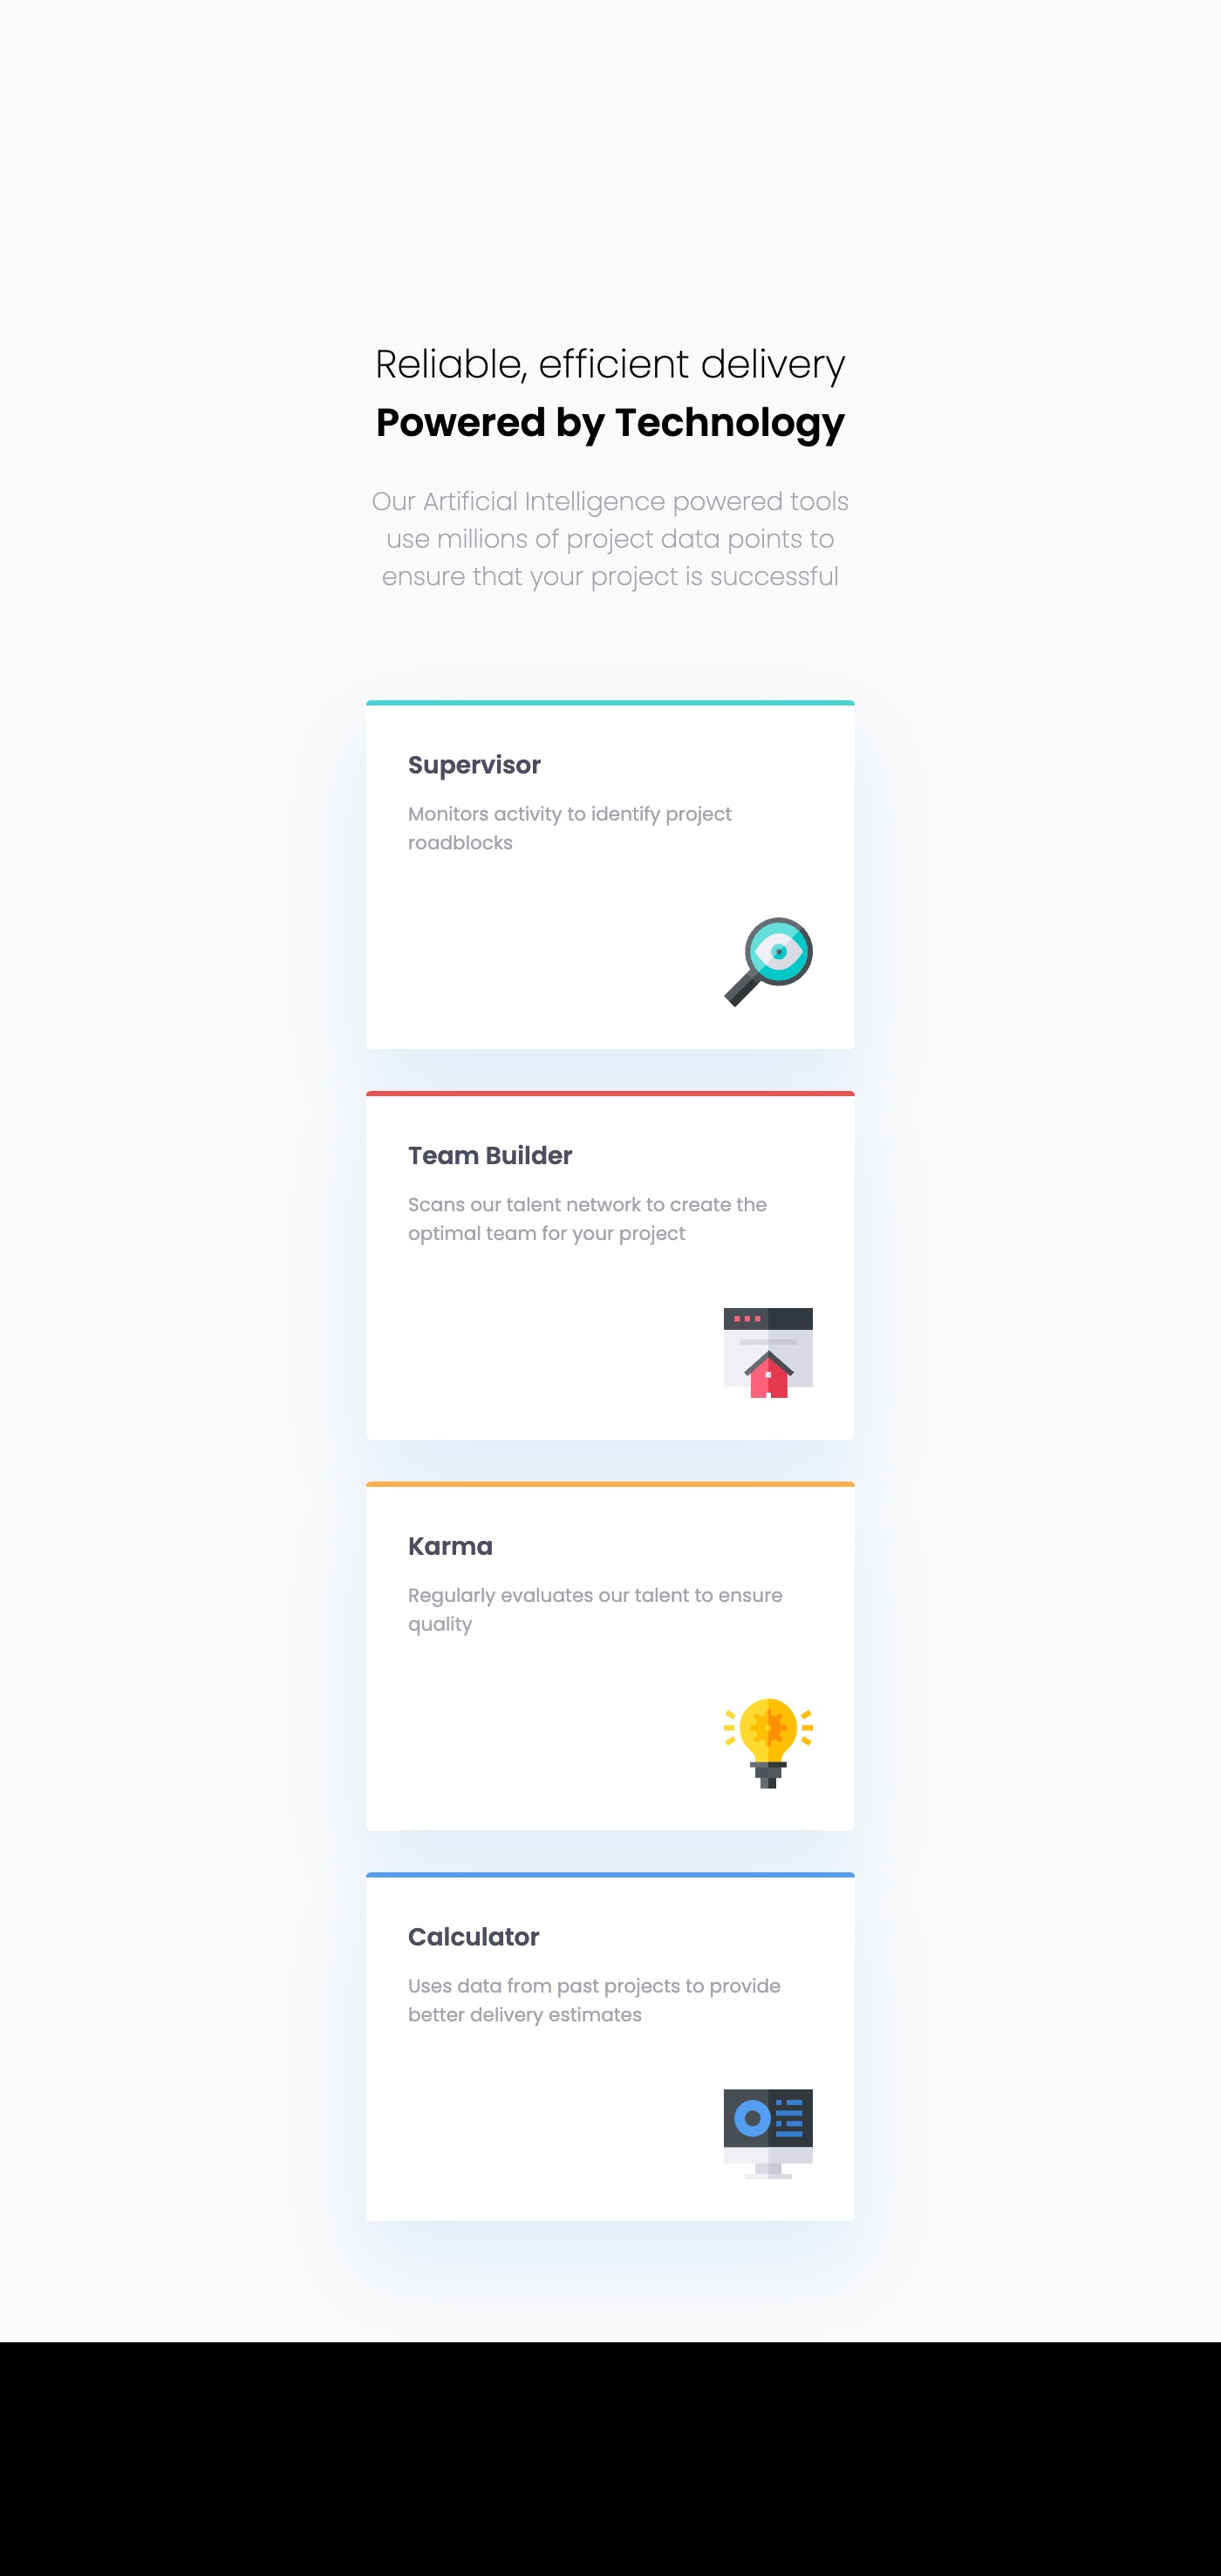 Reliable, efficient delivery
Powered by Technology
Our Artificial Intelligence powered tools
use millions of project data points to
ensure that your project is successful
Supervisor
Monitors activity to identify project
roadblocks
Team Builder
Scans our talent network to create the
optimal team for your project
Karma
Regularly evaluates our talent to ensure
quality
Calculator
Uses data from past projects to provide
better delivery estimates